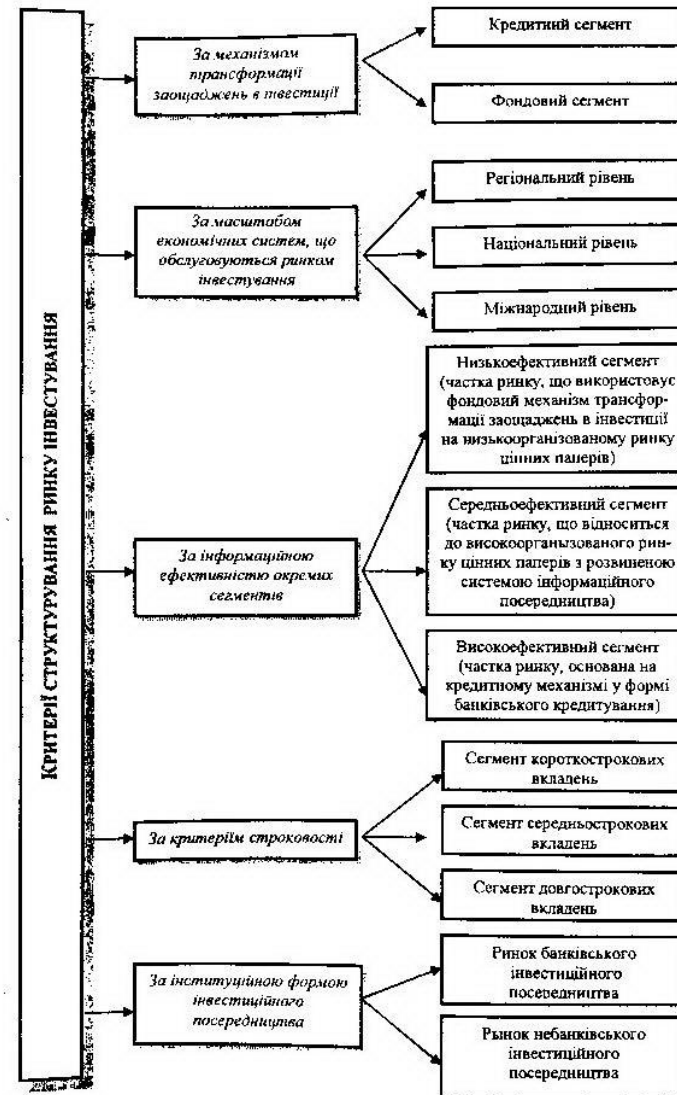 КРИТЕРІЇ СТРУКТУРУВАННЯ РИНКУ ІНВЕСТУВАННЯ
За механізмом
трансформації
заощаджень в інвестиції
Кредитний сегмент
Фондовий сегмент
За масштабом
економічних систем, що
обслуговуються ринком
інвестування
Регіональний рівень
Національний рівень
Міжнародний рівень
За інформаційною
ефективністю окремих
сегментів
Низькоефективний сегмент
(частка ринку, що використовує
фондовий механізм трансфор-
мації заощаджень в інвестиції
на низькоорганізованому ринку
цінних паперів)
Середньоефективний сегмент
(частка ринку, що відноситься
до високоорганызованого рин-
ку цінних паперів з розвиненою
системою інформаційного
посередництва)
Високоефективний сегмент
(частка ринку, основана на
кредитному механізмі у формі
банківського кредитування)
За критеріїм строковості
Сегмент короткострокових
вкладень
Сегмент середньострокових
вкладень
Сегмент довгострокових
вкладень
За інституційною формою
інвестиційного
посередництва
Ринок банківського
інвестиційного
посередництва
Рынок небанківського
інвестиційного
посередництва